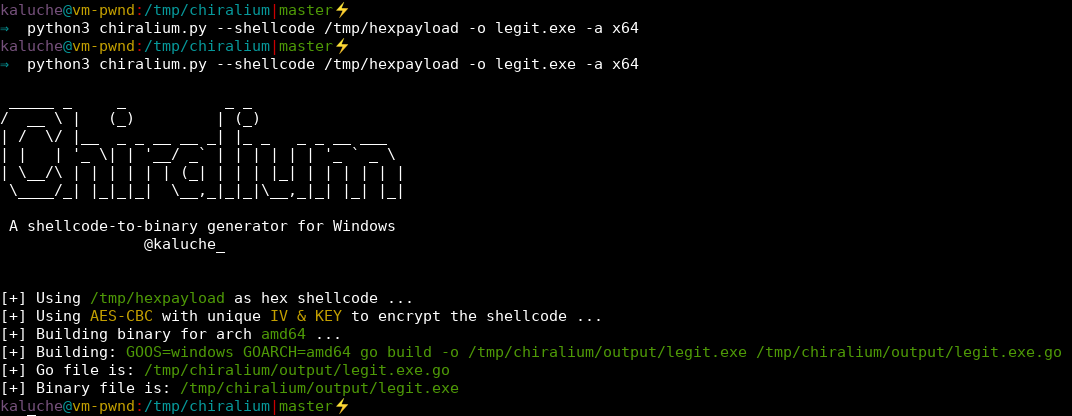 kaluche@vm-pwnd:/tmp/chiralium|master⚡
⇒  python3 chiralium.py --shellcode /tmp/hexpayload -o legit.exe -a x64
kaluche@vm-pwnd:/tmp/chiralium|master⚡
⇒  python3 chiralium.py --shellcode /tmp/hexpayload -o legit.exe -a x64
Chiralium
A shellcode-to-binary generator for Windows
@kaluche_
[+] Using /tmp/hexpayload as hex shellcode ...
[+] Using AES-CBC with unique IV & KEY to encrypt the shellcode ...
[+] Building binary for arch amd64 ...
[+] Building: GOOS=windows GOARCH=amd64 go build -o /tmp/chiralium/output/legit.exe /tmp/chiralium/output/legit.exe.go
[+] Go file is: /tmp/chiralium/output/legit.exe.go
[+] Binary file is: /tmp/chiralium/output/legit.exe
kaluche@vm-pwnd:/tmp/chiralium|master⚡